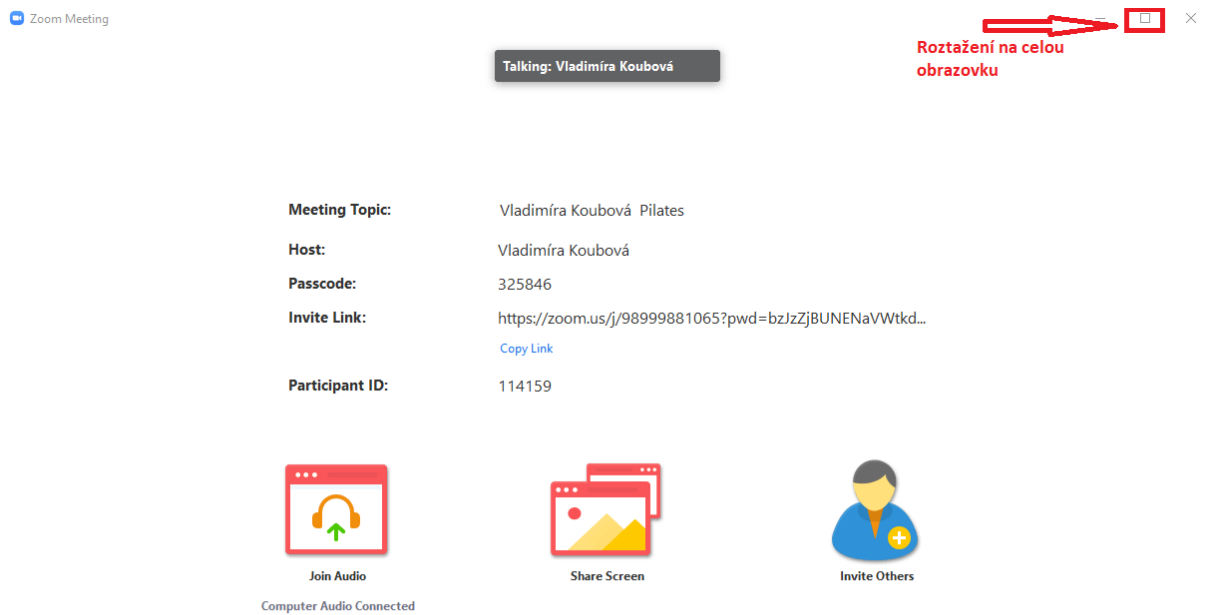 Zoom Meeting
Roztažení na celou
obrazovku
Talking: Vladimíra Koubová
Meeting Topic: Vladimíra Koubová Pilates
Host: Vladimíra Koubová
Passcode: 325846
Invite Link: https://zoom.us/j/98999881065?pwd=bzJzZjBUNENaVWtkd...
Copy Link
Participant ID: 114159
Join Audio Share Screen Invite Others
Computer Audio Connected